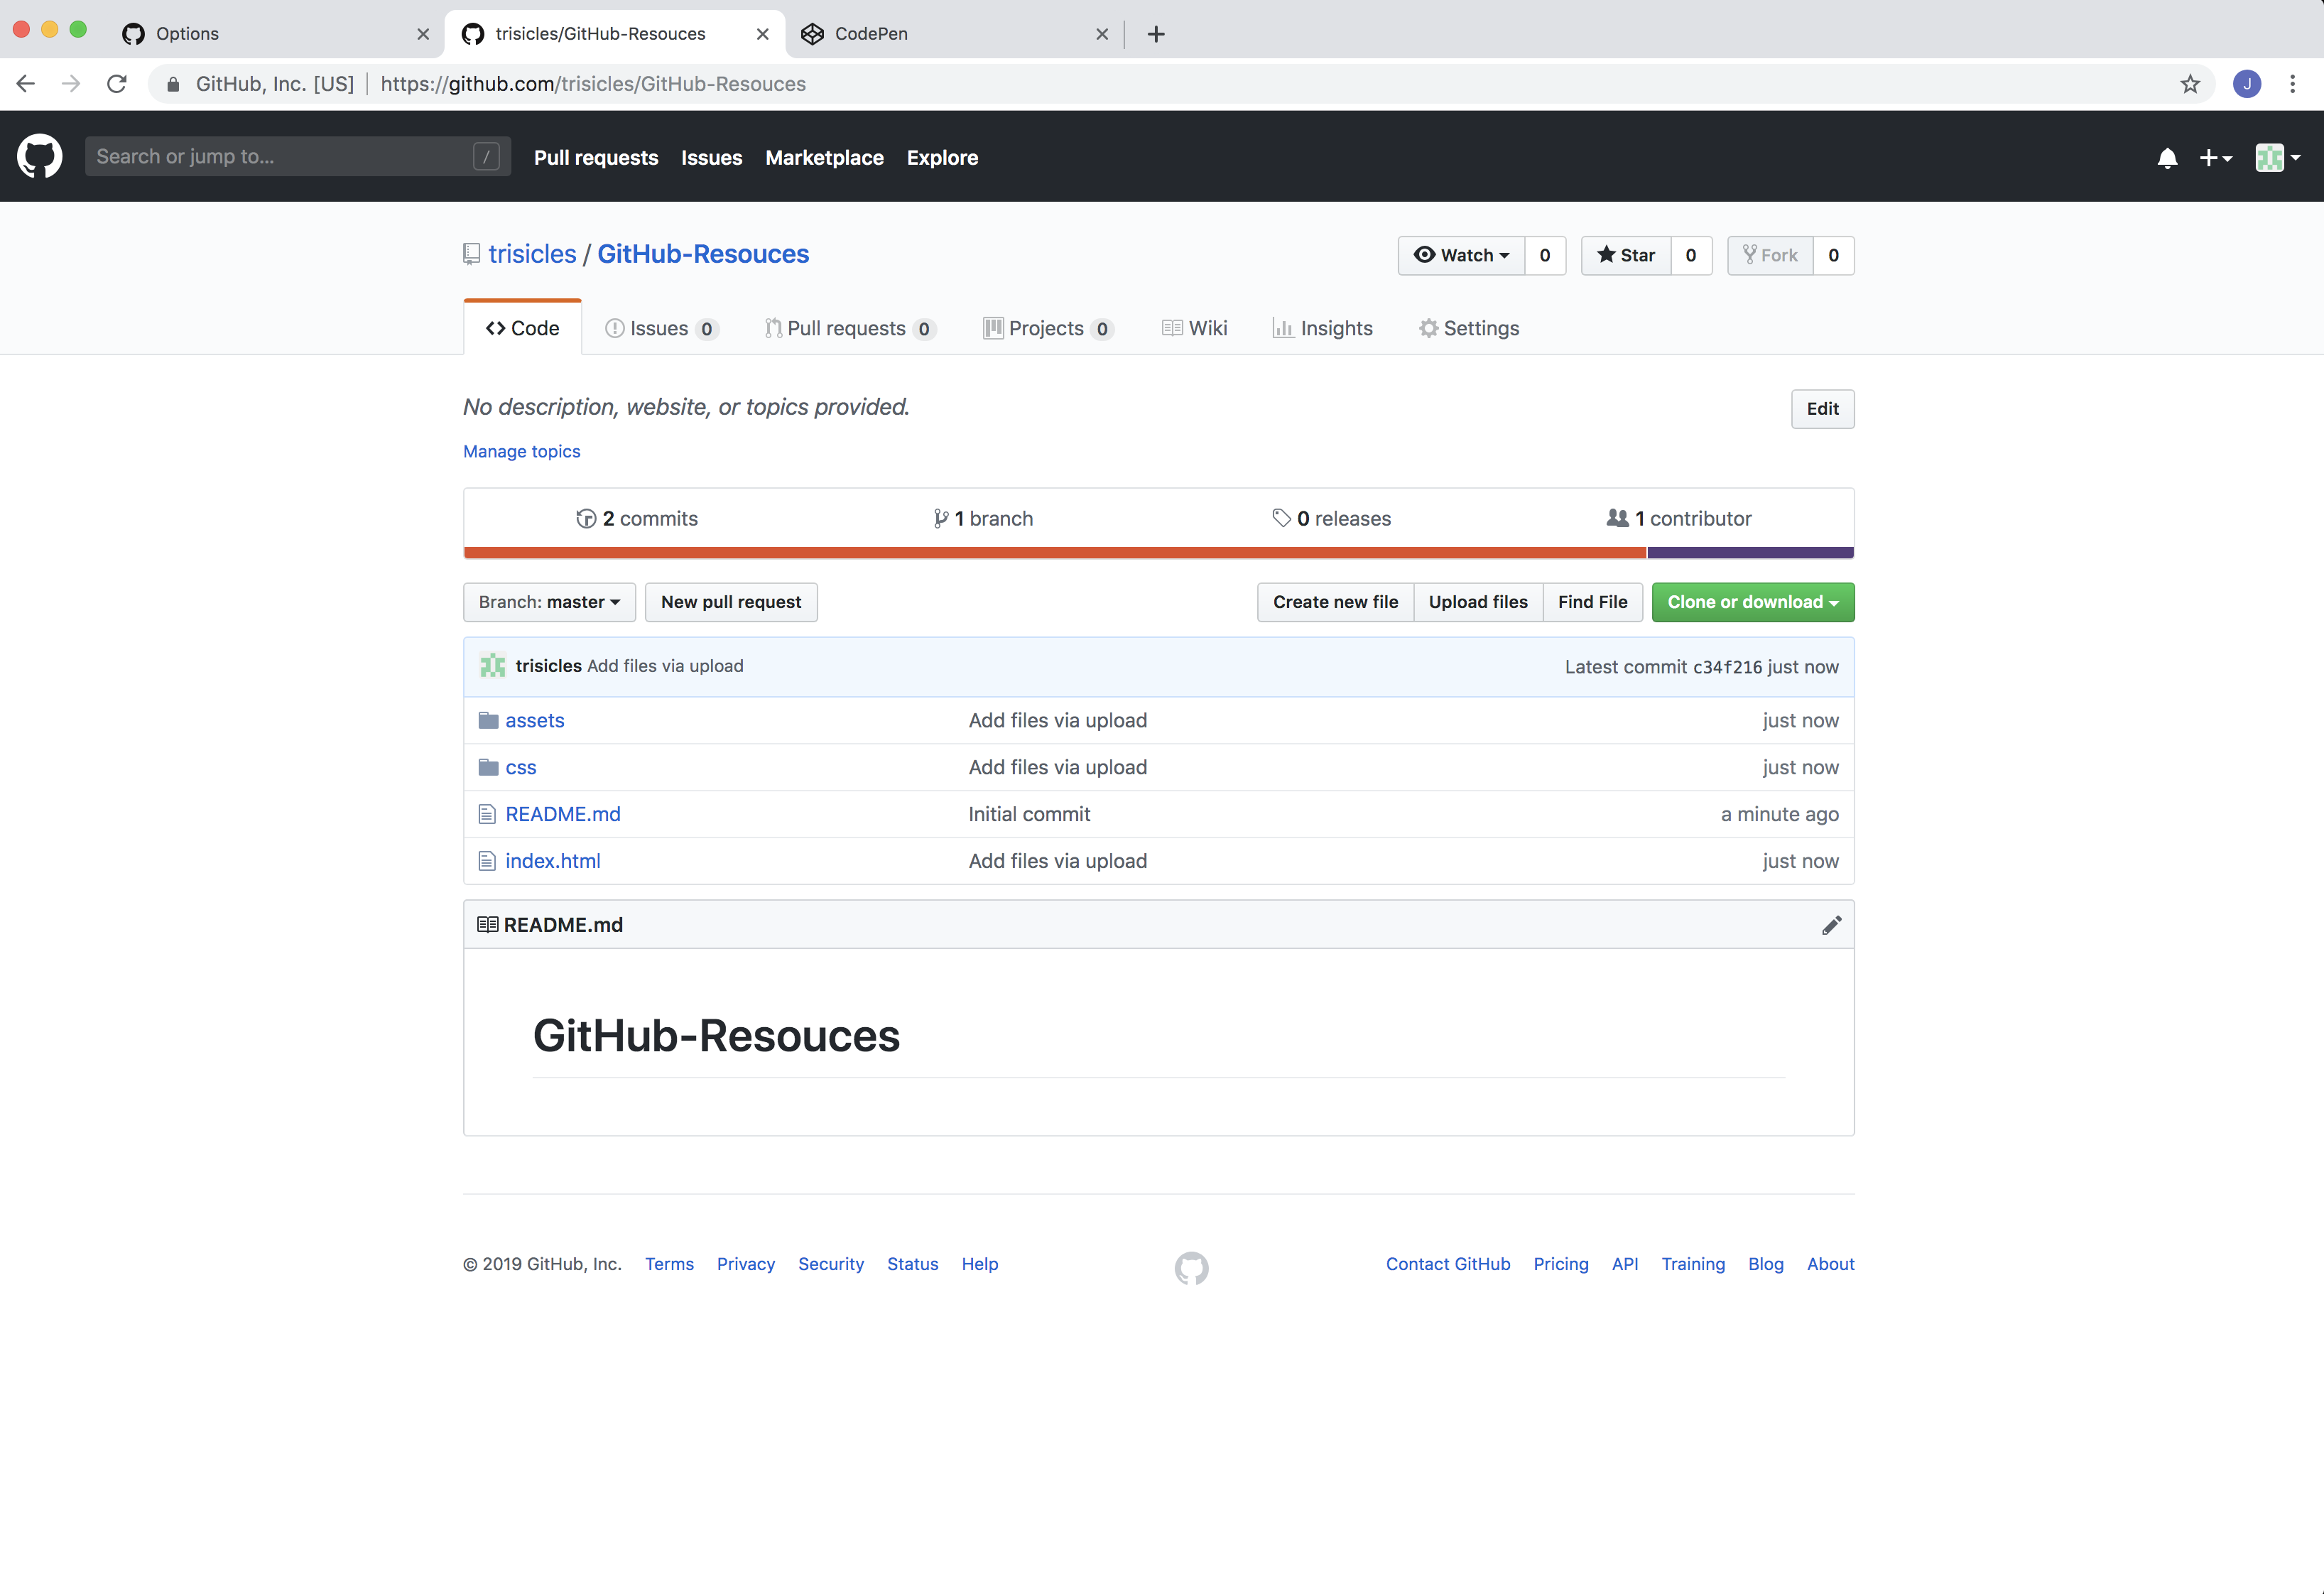 Options
trisicles/GitHub-Resouces
CodePen
GitHub, Inc. [US] | https://github.com/trisicles/GitHub-Resouces
J
Search or jump to... /
Pull requests Issues Marketplace Explore
trisicles / GitHub-Resouces
Watch 0 Star 0 Fork 0
Code Issues 0 Pull requests 0 Projects 0 Wiki Insights Settings
No description, website, or topics provided.
Edit
Manage topics
2 commits 1 branch 0 releases 1 contributor
Branch: master New pull request Create new file Upload files Find File Clone or download
trisicles Add files via upload Latest commit c34f216 just now
assets Add files via upload just now
css Add files via upload just now
README.md Initial commit a minute ago
index.html Add files via upload just now
README.md
GitHub-Resouces
© 2019 GitHub, Inc. Terms Privacy Security Status Help Contact GitHub Pricing API Training Blog About